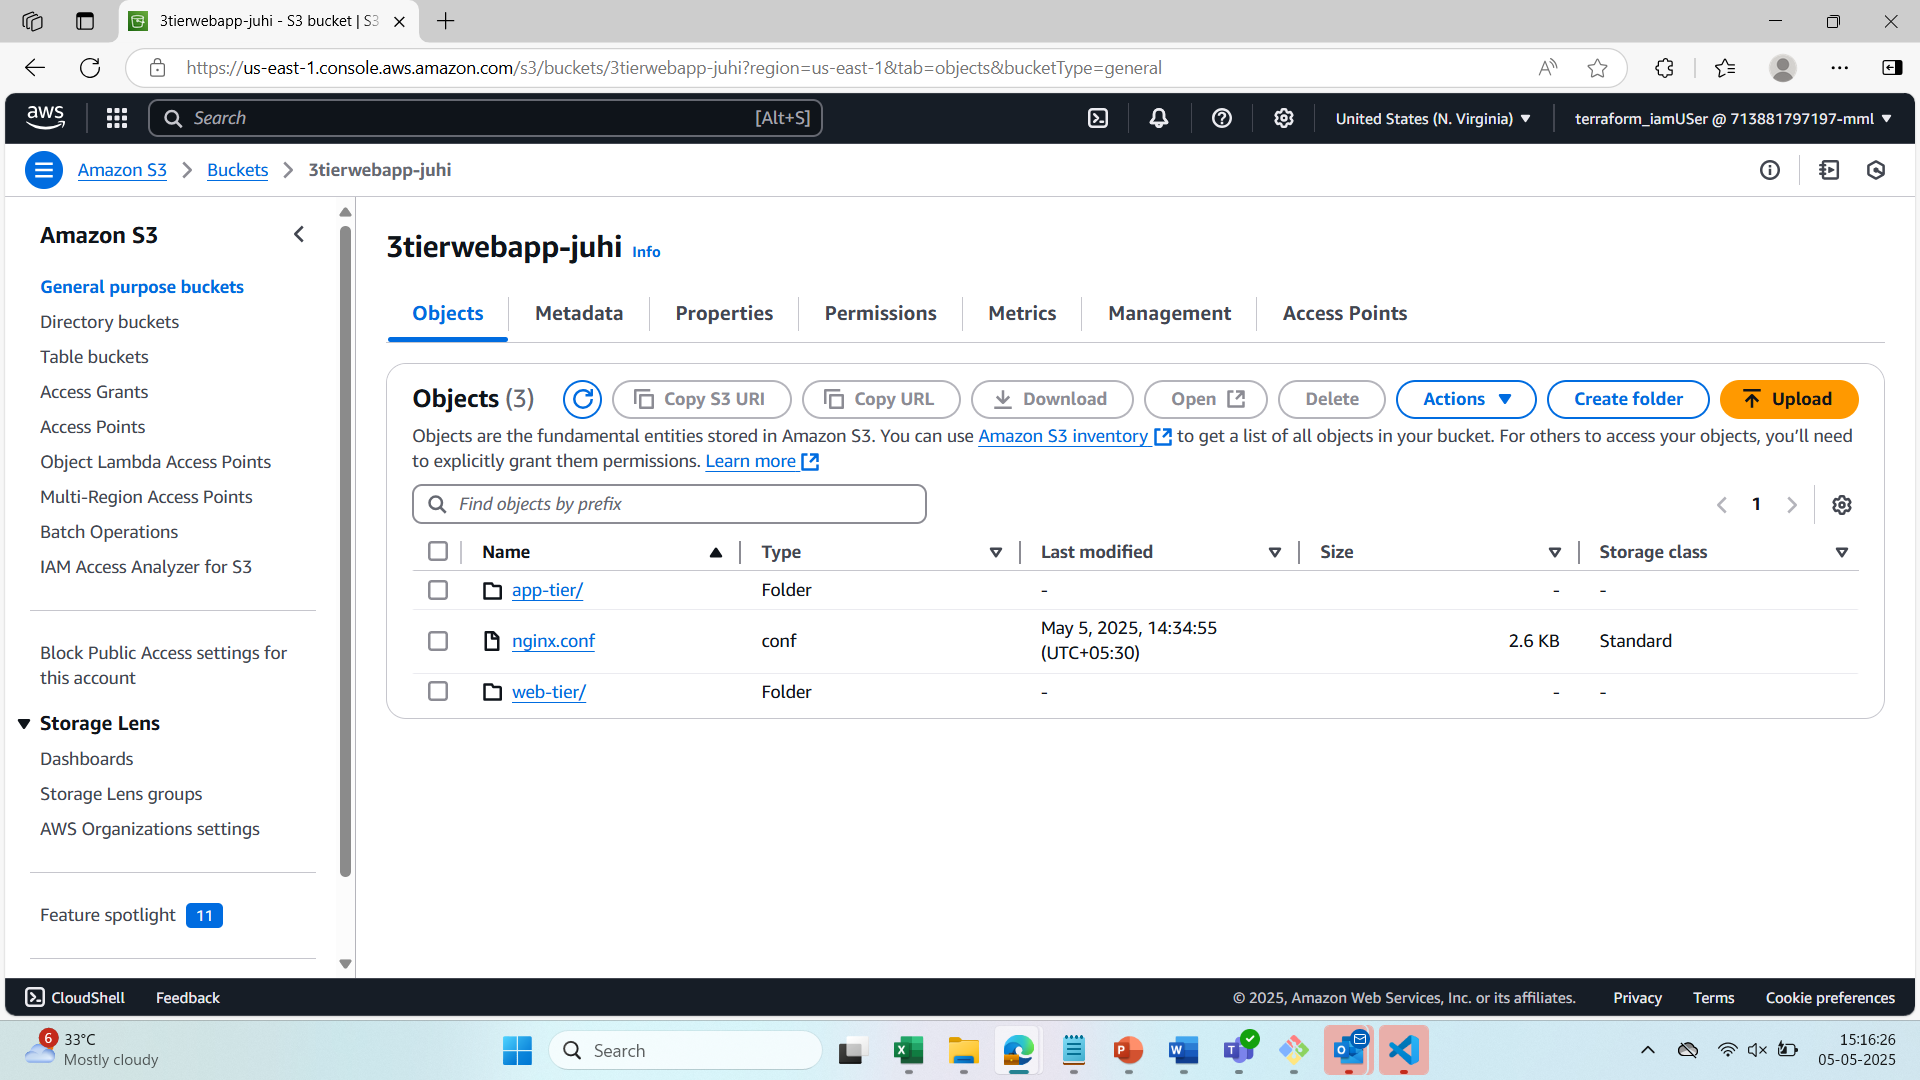 3tierwebapp-juhi - S3 bucket | S3
https://us-east-1.console.aws.amazon.com/s3/buckets/3tierwebapp-juhi?region=us-east-1&tab=objects&bucketType=general
aws
Search
[Alt+S]
United States (N. Virginia)
terraform_iamUSer @ 713881797197-mml
Amazon S3
Buckets
3tierwebapp-juhi
Amazon S3
General purpose buckets
Directory buckets
Table buckets
Access Grants
Access Points
Object Lambda Access Points
Multi-Region Access Points
Batch Operations
IAM Access Analyzer for S3
Block Public Access settings for
this account
Storage Lens
Dashboards
Storage Lens groups
AWS Organizations settings
Feature spotlight 11
3tierwebapp-juhi Info
Objects
Metadata
Properties
Permissions
Metrics
Management
Access Points
Objects (3)
Copy S3 URI
Copy URL
Download
Open
Delete
Actions
Create folder
Upload
Objects are the fundamental entities stored in Amazon S3. You can use Amazon S3 inventory to get a list of all objects in your bucket. For others to access your objects, you’ll need
to explicitly grant them permissions. Learn more
Find objects by prefix
1
Name Type Last modified Size Storage class
app-tier/ Folder - - -
nginx.conf conf May 5, 2025, 14:34:55
(UTC+05:30) 2.6 KB Standard
web-tier/ Folder - - -
CloudShell
Feedback
© 2025, Amazon Web Services, Inc. or its affiliates.
Privacy
Terms
Cookie preferences
6
33°C
Mostly cloudy
Search
15:16:26
05-05-2025